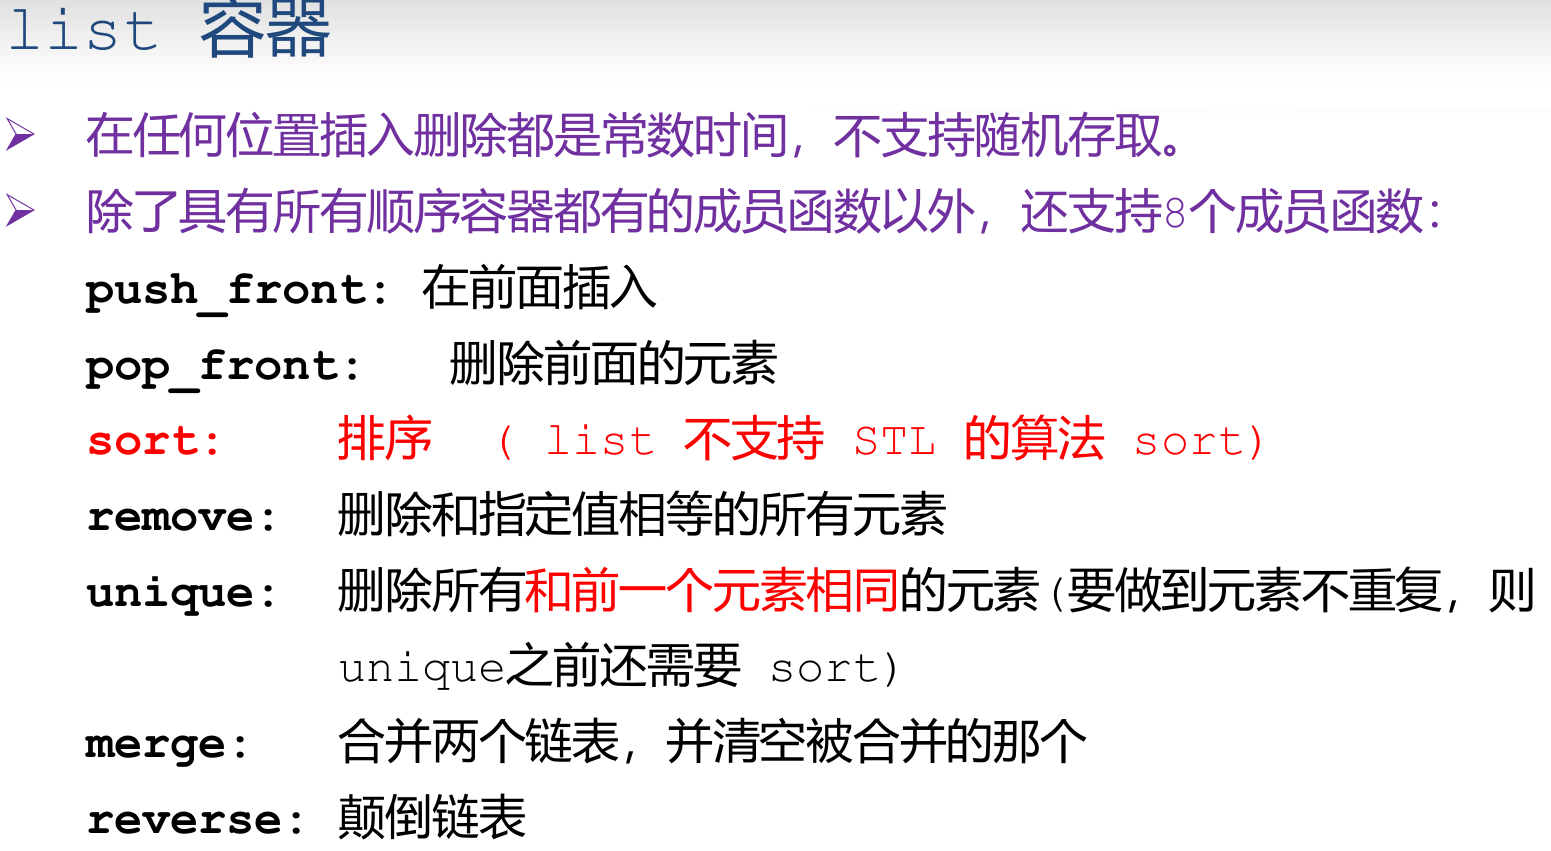 list 容器
➢ 在任何位置插入删除都是常数时间，不支持随机存取。
➢ 除了具有所有顺序容器都有的成员函数以外，还支持8个成员函数：
push_front: 在前面插入
pop_front: 删除前面的元素
sort: 排序 ( list 不支持 STL 的算法 sort)
remove: 删除和指定值相等的所有元素
unique: 删除所有和前一个元素相同的元素(要做到元素不重复，则
unique之前还需要 sort)
merge: 合并两个链表，并清空被合并的那个
reverse: 颠倒链表